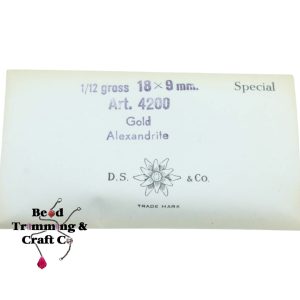 1/12 gross 18×9 mm. Special
Art. 4200
Gold
Alexandrite
D.S. & Co.
TRADE MARK
Bead
Trimming &
Craft Co